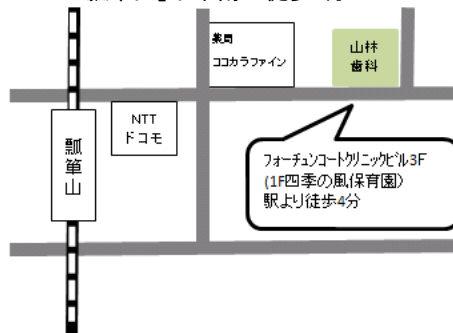 薬局
ココカラファイン
山林
歯科
NTT
ドコモ
瓢箪山
フォーチュンコートクリニックビル3F
(1F四季の風保育園)
駅より徒歩4分